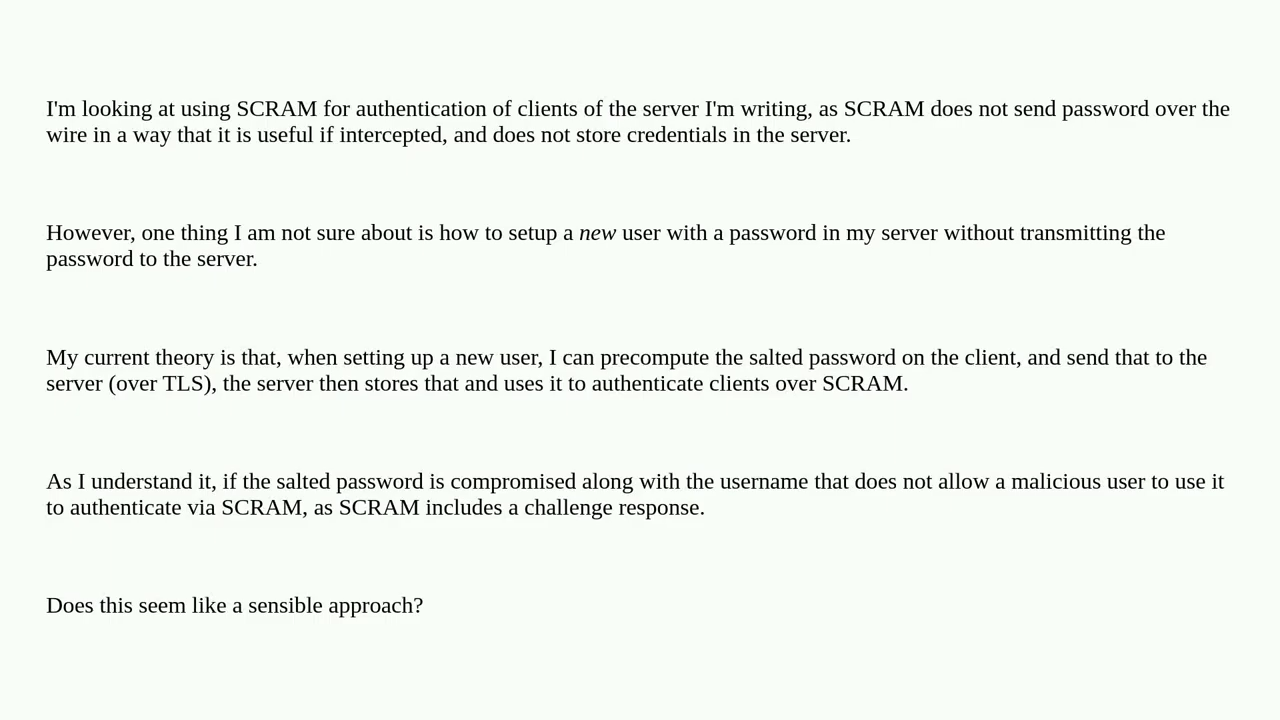 I'm looking at using SCRAM for authentication of clients of the server I'm writing, as SCRAM does not send password over the
wire in a way that it is useful if intercepted, and does not store credentials in the server.
However, one thing I am not sure about is how to setup a new user with a password in my server without transmitting the
password to the server.
My current theory is that, when setting up a new user, I can precompute the salted password on the client, and send that to the
server (over TLS), the server then stores that and uses it to authenticate clients over SCRAM.
As I understand it, if the salted password is compromised along with the username that does not allow a malicious user to use it
to authenticate via SCRAM, as SCRAM includes a challenge response.
Does this seem like a sensible approach?